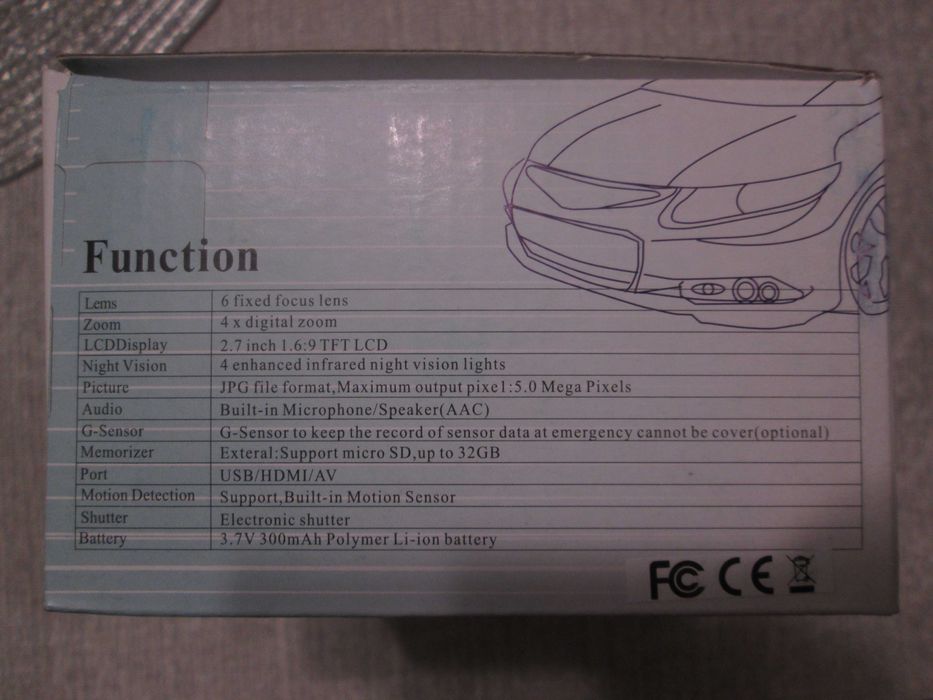 Function
Lems 6 fixed focus lens
Zoom 4 x digital zoom
LCDDisplay 2.7 inch 1.6:9 TFT LCD
Night Vision 4 enhanced infrared night vision lights
Picture JPG file format,Maximum output pixe1:5.0 Mega Pixels
Audio Built-in Microphone/Speaker(AAC)
G-Sensor G-Sensor to keep the record of sensor data at emergency cannot be cover(optional)
Memorizer Exteral:Support micro SD,up to 32GB
Port USB/HDMI/AV
Motion Detection Support,Built-in Motion Sensor
Shutter Electronic shutter
Battery 3.7V 300mAh Polymer Li-ion battery
FC CE